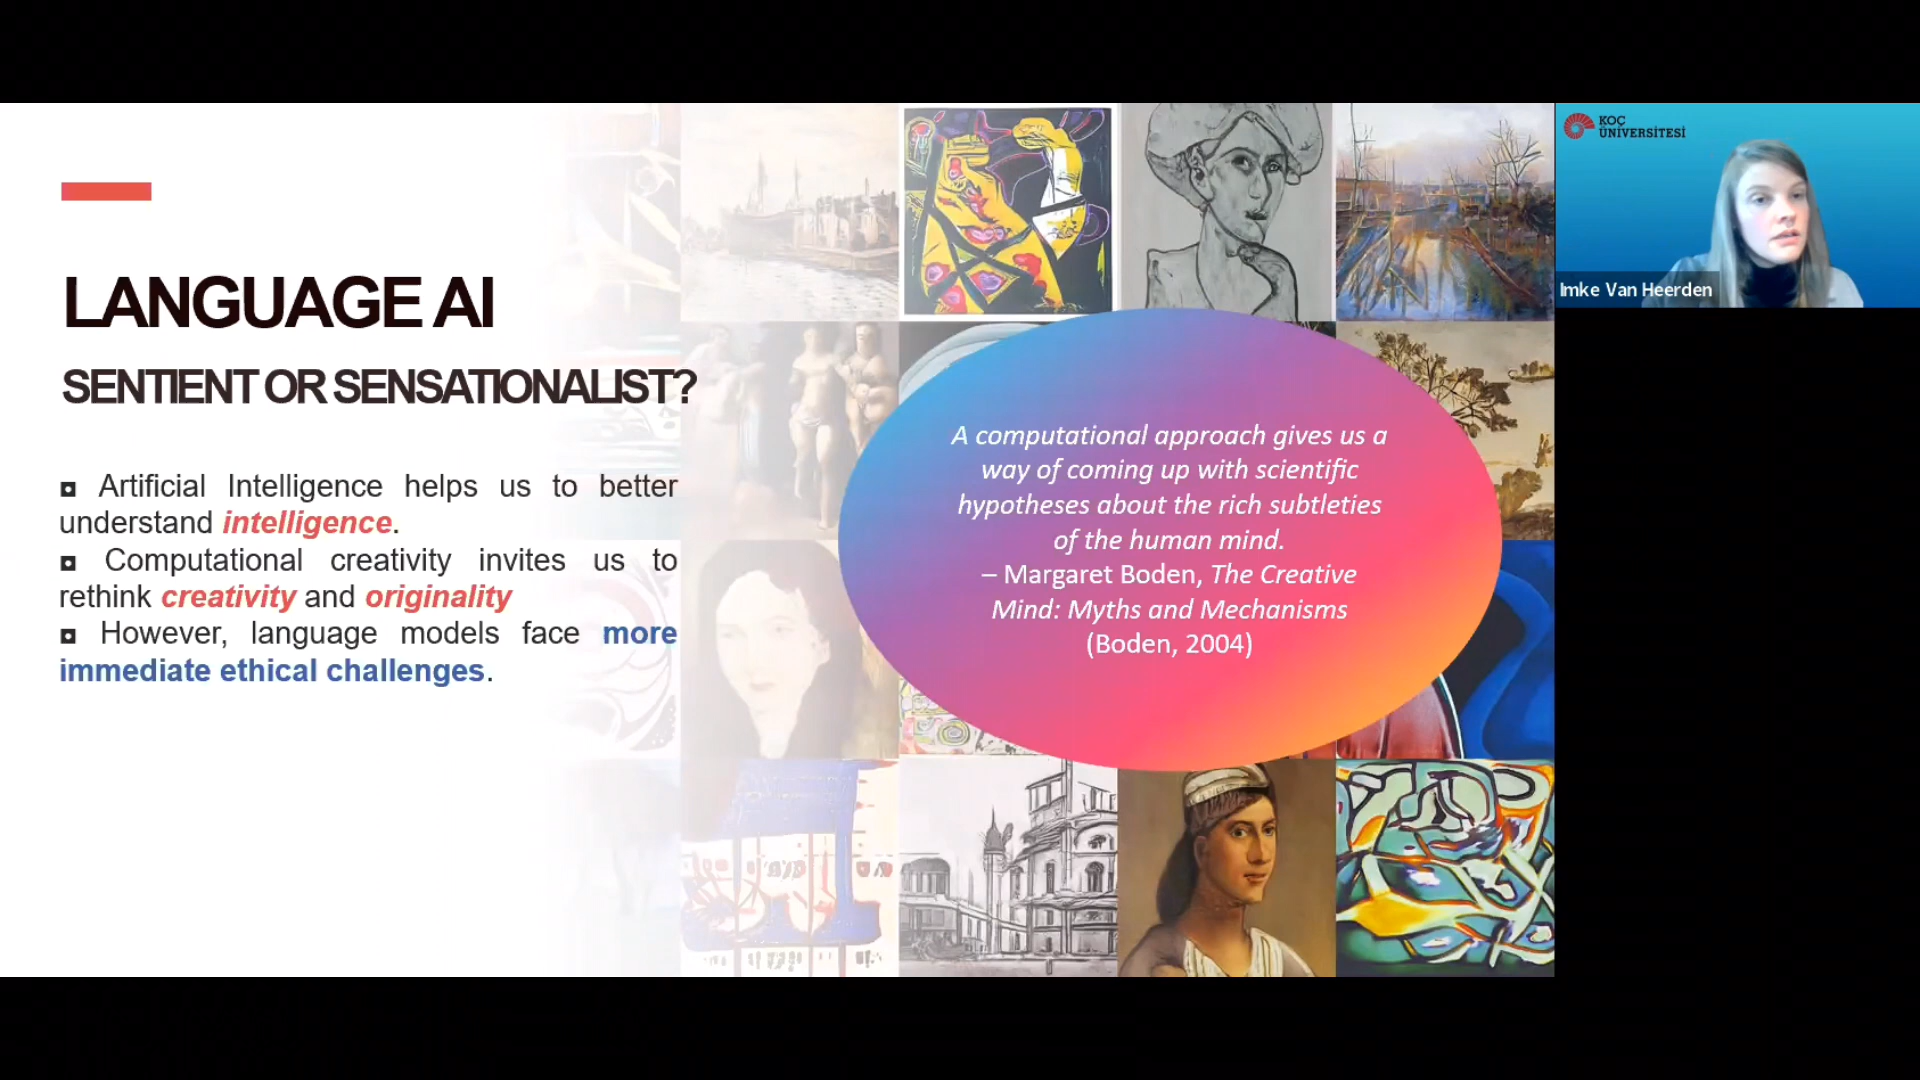 LANGUAGE AI
SENTIENT OR SENSATIONALIST?
Artificial Intelligence helps us to better
understand intelligence.
Computational creativity invites us to
rethink creativity and originality
However, language models face more
immediate ethical challenges.
A computational approach gives us a
way of coming up with scientific
hypotheses about the rich subtleties
of the human mind.
– Margaret Boden, The Creative
Mind: Myths and Mechanisms
(Boden, 2004)
KOÇ
ÜNİVERSİTESİ
Imke Van Heerden